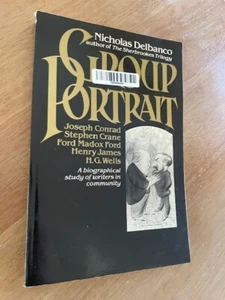 Nicholas Delbanco
author of The Sherbrookes Trilogy
GROUP
PORTRAIT
Joseph Conrad
Stephen Crane
Ford Madox Ford
Henry James
H.G. Wells
A biographical
study of writers in
community